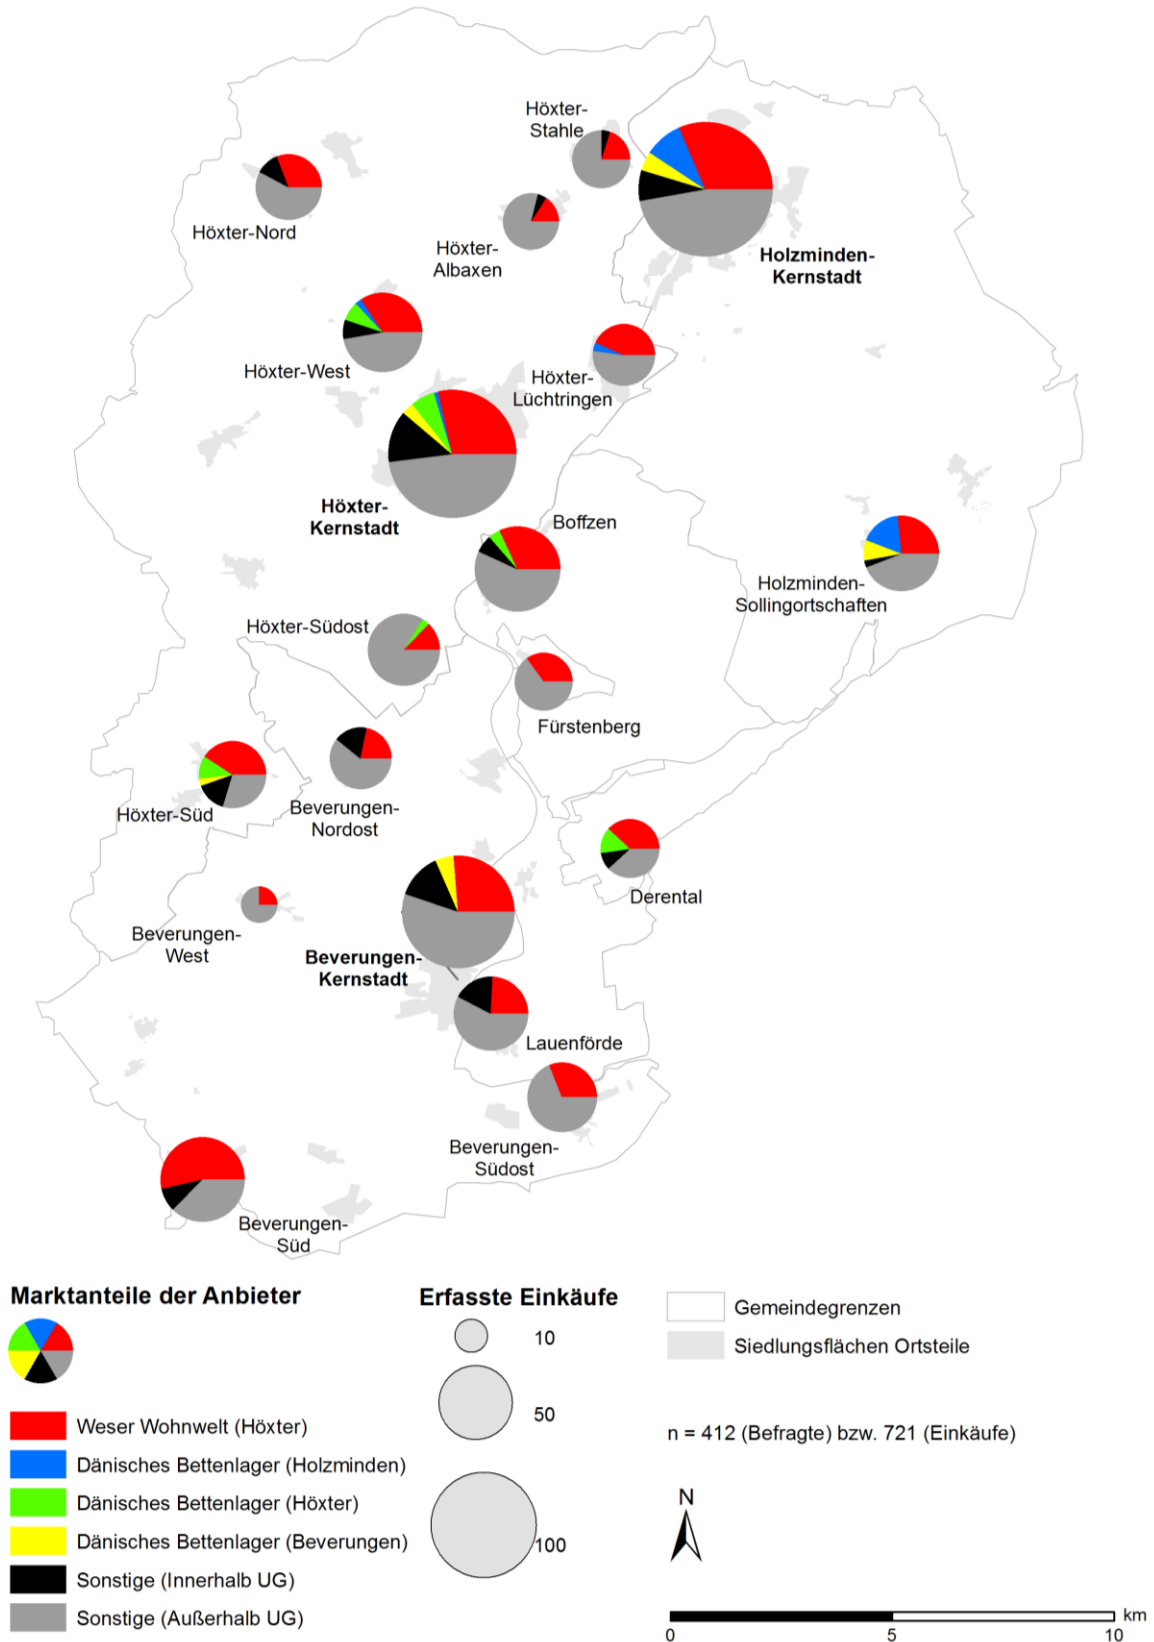 Höxter-
Stahle
Höxter-Nord
Höxter-
Albaxen
Holzminden-
Kernstadt
Höxter-West
Höxter-
Lüchtringen
Höxter-
Kernstadt
Boffzen
Holzminden-
Sollingortschaften
Höxter-Südost
Fürstenberg
Höxter-Süd
Beverungen-
Nordost
Derental
Beverungen-
West
Beverungen-
Kernstadt
Lauenförde
Beverungen-
Südost
Beverungen-
Süd
Marktanteile der Anbieter
Weser Wohnwelt (Höxter)
Dänisches Bettenlager (Holzminden)
Dänisches Bettenlager (Höxter)
Dänisches Bettenlager (Beverungen)
Sonstige (Innerhalb UG)
Sonstige (Außerhalb UG)
Erfasste Einkäufe
10
50
100
Gemeindegrenzen
Siedlungsflächen Ortsteile
n = 412 (Befragte) bzw. 721 (Einkäufe)
N
km
0 5 10